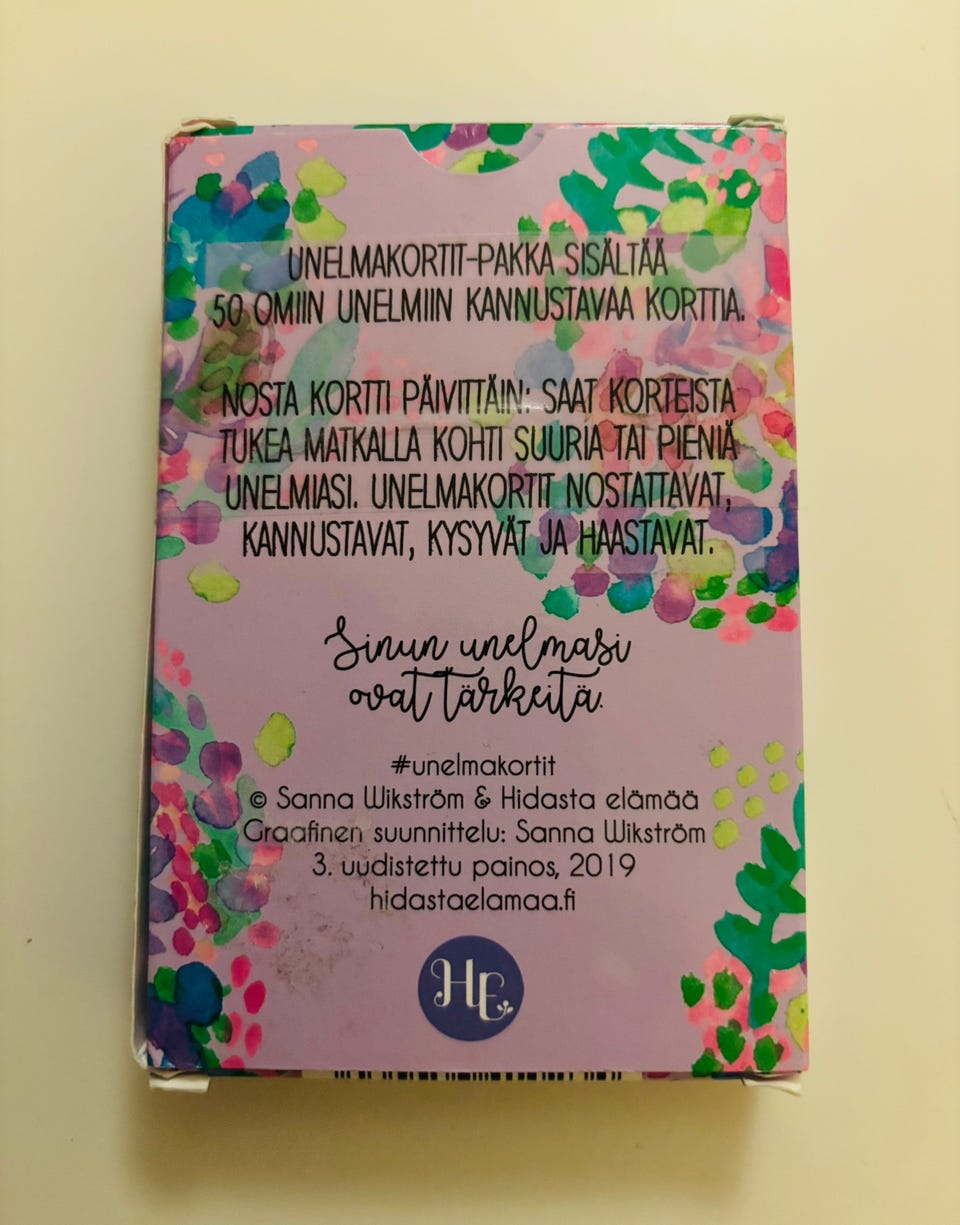 UNELMAKORTIT-PAKKA SISÄLTÄÄ
50 OMIIN UNELMIIN KANNUSTAVAA KORTTIA.
NOSTA KORTTI PÄIVITTÄIN: SAAT KORTEISTA
TUKEA MATKALLA KOHTI SUURIA TAI PIENIÄ
UNELMIASI. UNELMAKORTIT NOSTATTAVAT,
KANNUSTAVAT, KYSYVÄT JA HAASTAVAT.
Sinun unelmasi
ovat tärkeitä.
#unelmakortit
© Sanna Wikström & Hidasta elämää
Graafinen suunnittelu: Sanna Wikström
3. uudistettu painos, 2019
hidastaelamaa.fi
HE